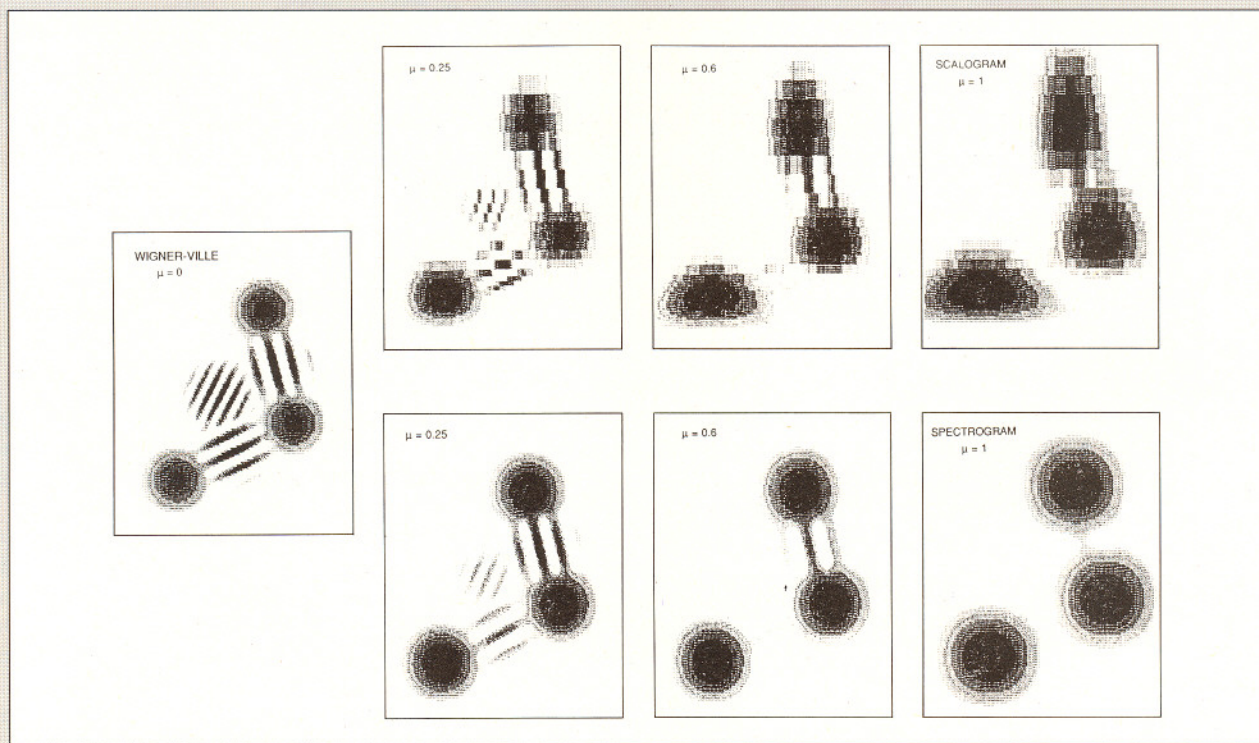 μ = 0.25
μ = 0.6
SCALOGRAM
μ = 1
WIGNER-VILLE
μ = 0
μ = 0.25
μ = 0.6
SPECTROGRAM
μ = 1